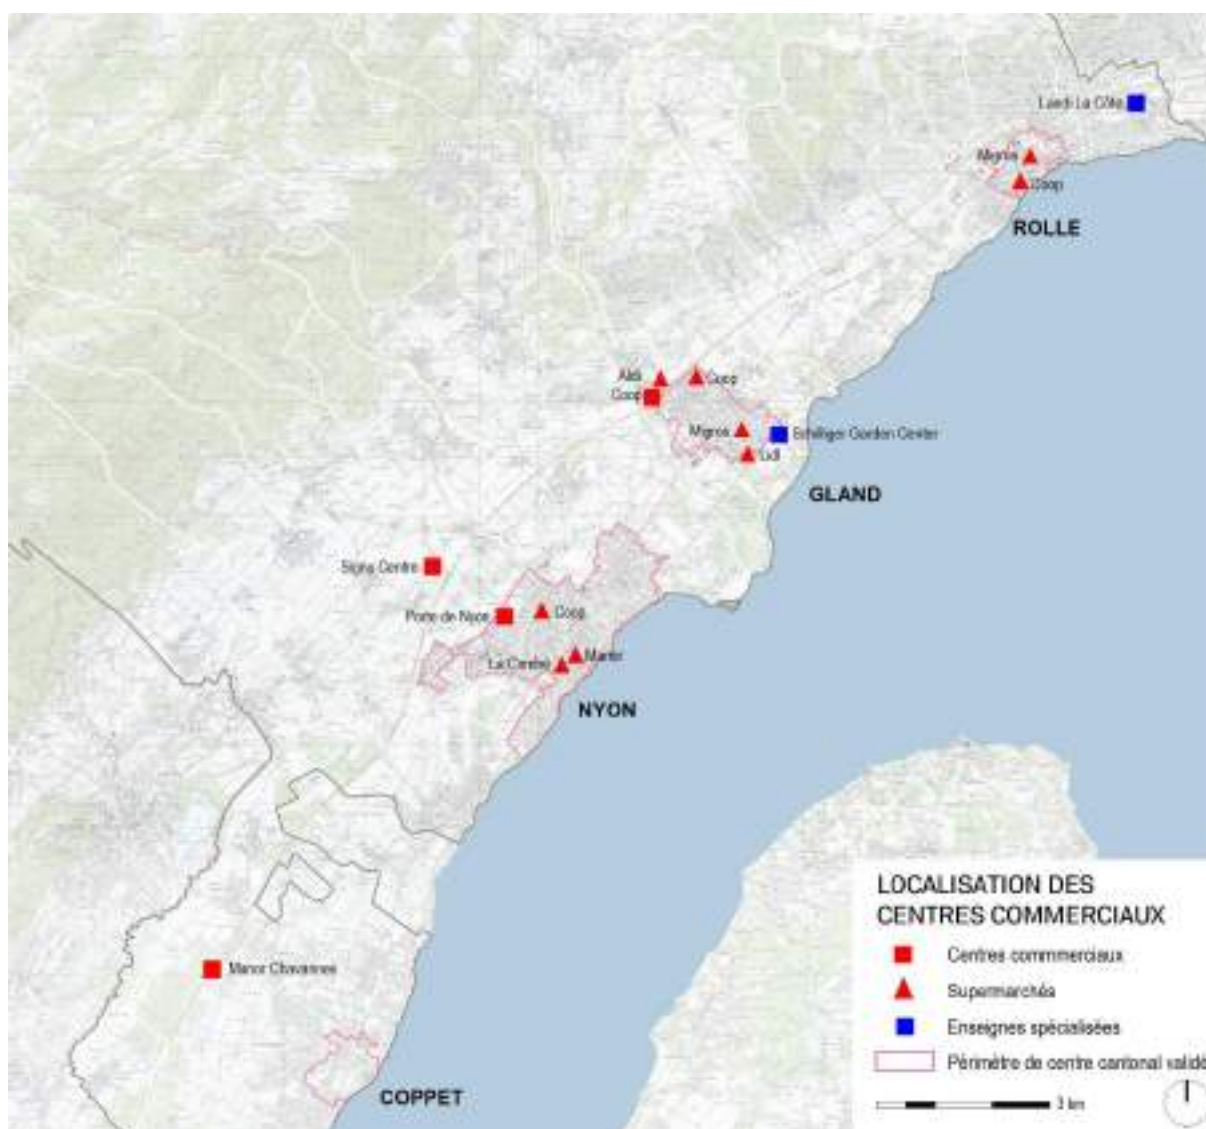 Landi La Côte
Migros
Coop
ROLLE
Aldi
Coop
Coop
Migros
Schilliger Garden Center
Lidl
GLAND
Signy Centre
Porte de Nyon
Coop
La Combe
Manor
NYON
Manor Chavannes
COPPET
LOCALISATION DES
CENTRES COMMERCIAUX
Centres commmerciaux
Supermarchés
Enseignes spécialisées
Périmètre de centre cantonal validé
3 km